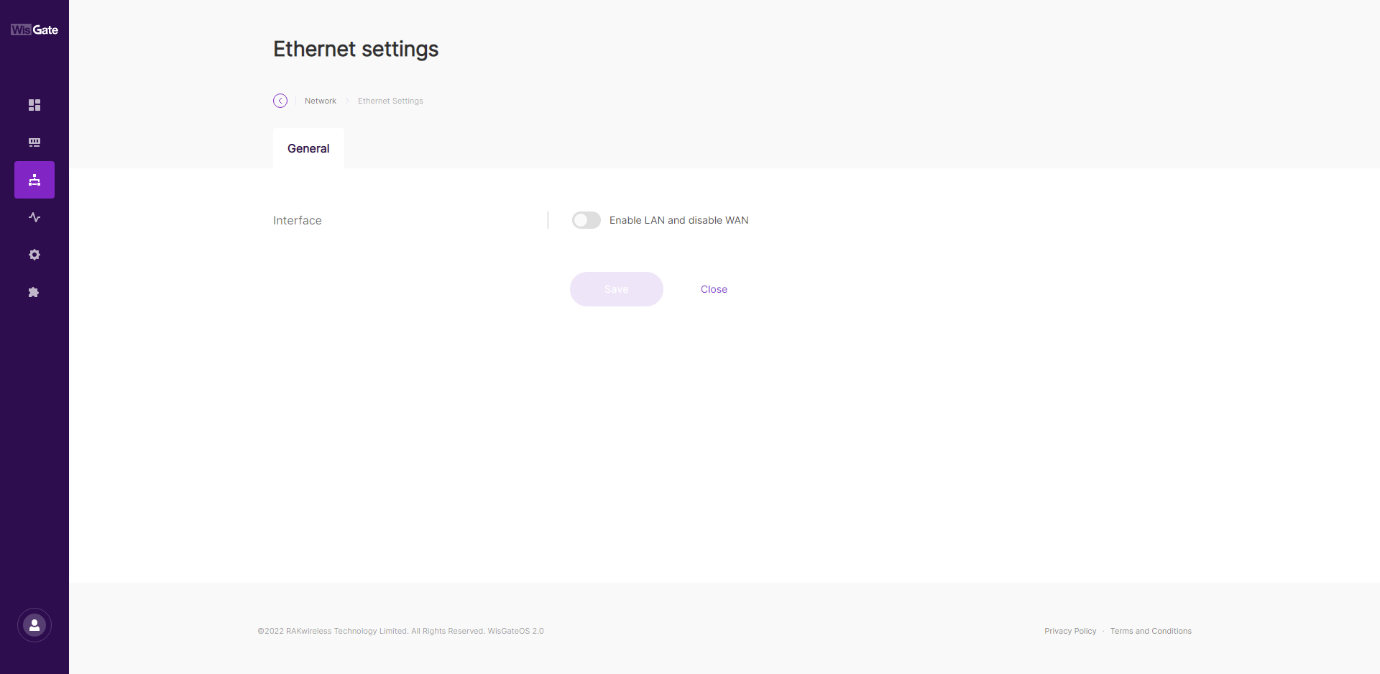 WisGate
Ethernet settings
Network
Ethernet Settings
General
Interface
Enable LAN and disable WAN
Save
Close
©2022 RAKwireless Technology Limited. All Rights Reserved. WisGateOS 2.0
Privacy Policy · Terms and Conditions